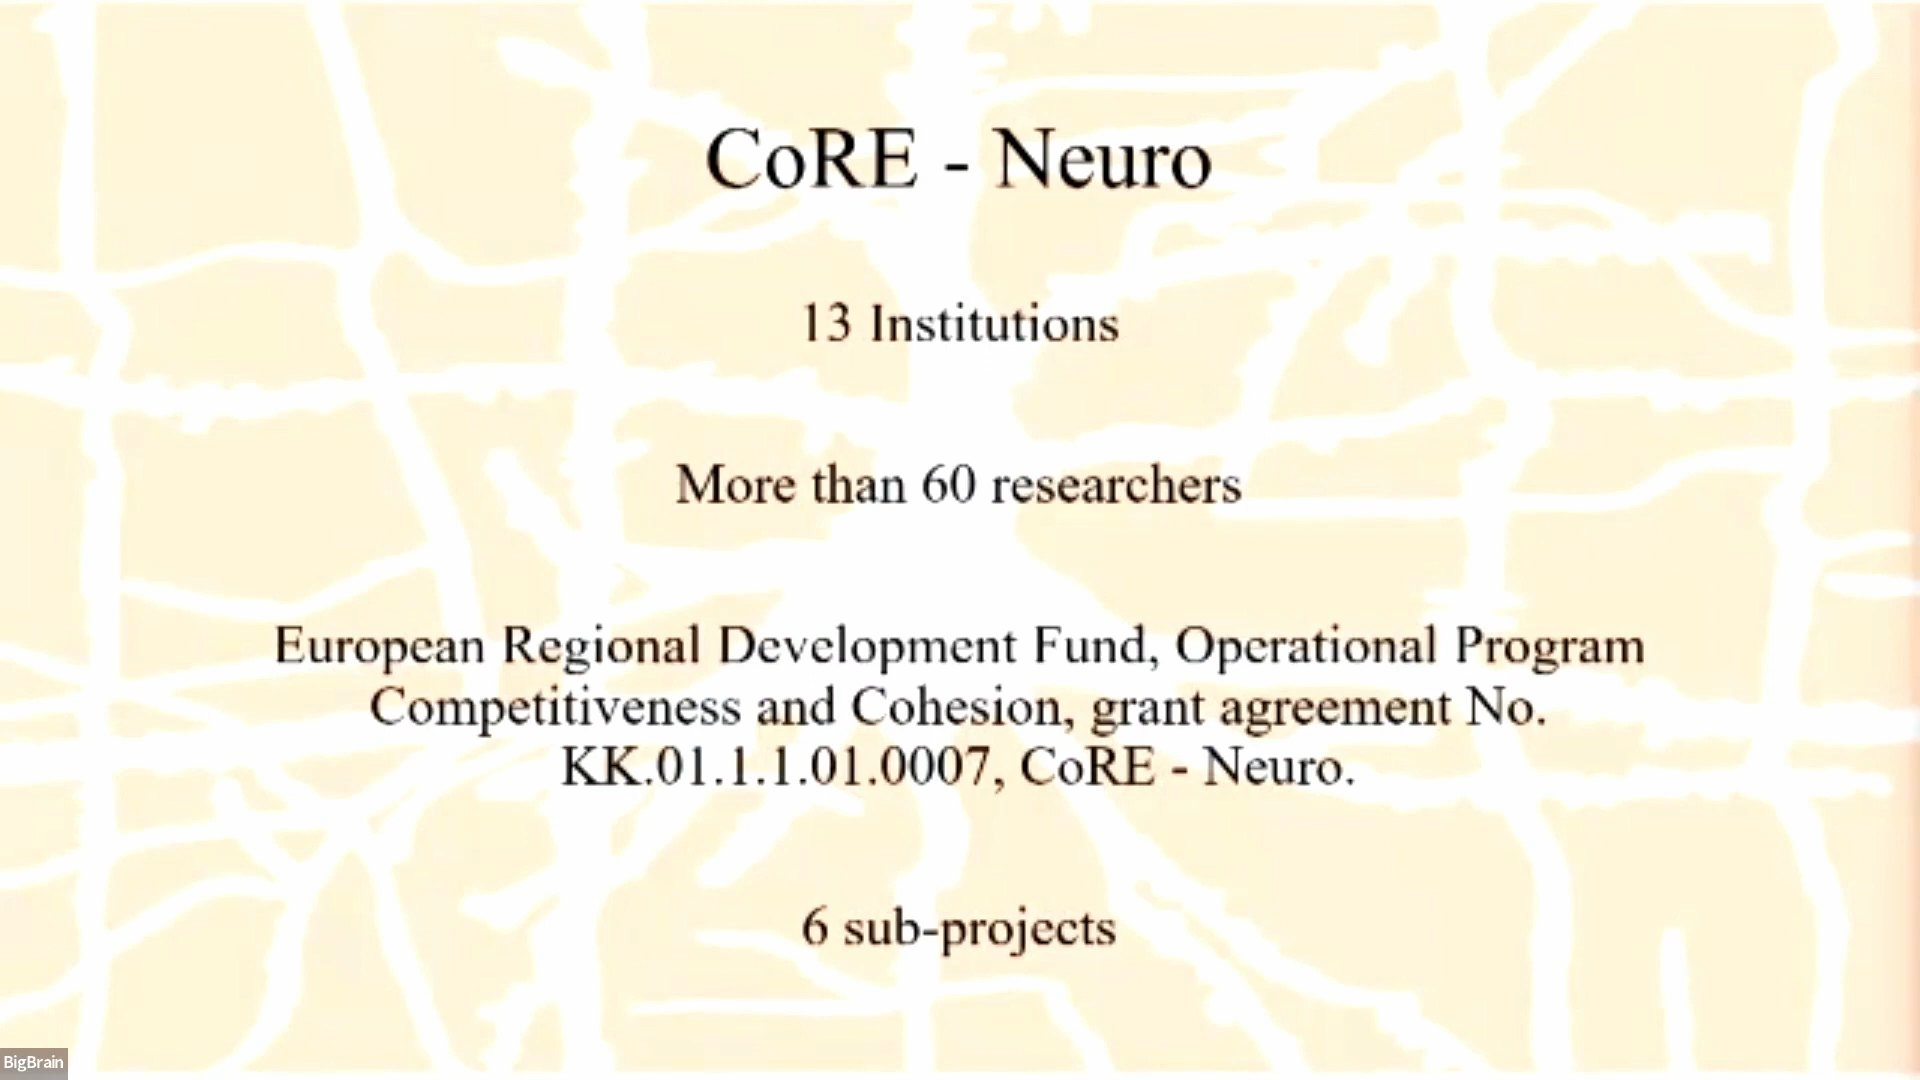 CoRE - Neuro
13 Institutions
More than 60 researchers
European Regional Development Fund, Operational Program
Competitiveness and Cohesion, grant agreement No.
KK.01.1.1.01.0007, CoRE - Neuro.
6 sub-projects
BigBrain